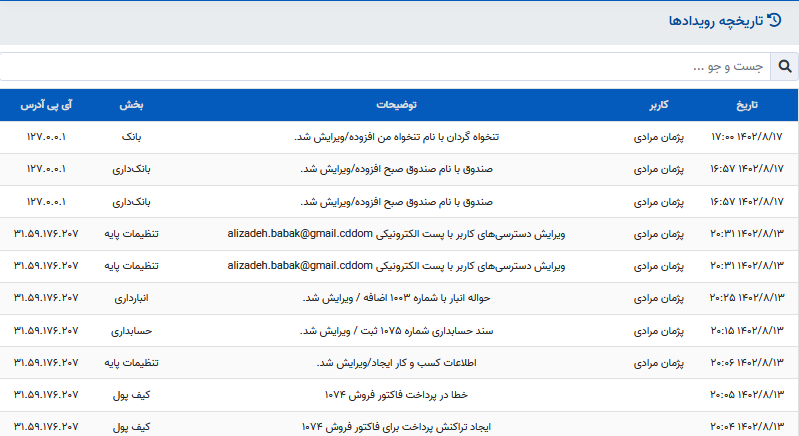 تاریخچه رویدادها
جست و جو ...
تاریخ کاربر توضیحات بخش آی پی آدرس
۱۴۰۲/۸/۱۷ ۱۷:۰۰ پژمان مرادی تنخواه گردان با نام تنخواه من افزوده/ویرایش شد. بانک ۱۲۷.۰.۰.۱
۱۴۰۲/۸/۱۷ ۱۶:۵۷ پژمان مرادی صندوق با نام صندوق صبح افزوده/ویرایش شد. بانک‌داری ۱۲۷.۰.۰.۱
۱۴۰۲/۸/۱۷ ۱۶:۵۷ پژمان مرادی صندوق با نام صندوق صبح افزوده/ویرایش شد. بانک‌داری ۱۲۷.۰.۰.۱
۱۴۰۲/۸/۱۳ ۲۰:۳۱ پژمان مرادی ویرایش دسترسی‌های کاربر با پست الکترونیکی alizadeh.babak@gmail.cddom تنظیمات پایه ۳۱.۵۹.۱۷۶.۲۰۷
۱۴۰۲/۸/۱۳ ۲۰:۳۱ پژمان مرادی ویرایش دسترسی‌های کاربر با پست الکترونیکی alizadeh.babak@gmail.cddom تنظیمات پایه ۳۱.۵۹.۱۷۶.۲۰۷
۱۴۰۲/۸/۱۳ ۲۰:۲۵ پژمان مرادی حواله انبار با شماره ۱۰۰۳ اضافه / ویرایش شد. انبارداری ۳۱.۵۹.۱۷۶.۲۰۷
۱۴۰۲/۸/۱۳ ۲۰:۱۵ پژمان مرادی سند حسابداری شماره ۱۰۷۵ ثبت / ویرایش شد. حسابداری ۳۱.۵۹.۱۷۶.۲۰۷
۱۴۰۲/۸/۱۳ ۲۰:۰۶ پژمان مرادی اطلاعات کسب و کار ایجاد/ویرایش شد. تنظیمات پایه ۳۱.۵۹.۱۷۶.۲۰۷
۱۴۰۲/۸/۱۳ ۲۰:۰۵ خطا در پرداخت فاکتور فروش ۱۰۷۴ کیف پول ۳۱.۵۹.۱۷۶.۲۰۷
۱۴۰۲/۸/۱۳ ۲۰:۰۴ ایجاد تراکنش پرداخت برای فاکتور فروش ۱۰۷۴ کیف پول ۳۱.۵۹.۱۷۶.۲۰۷